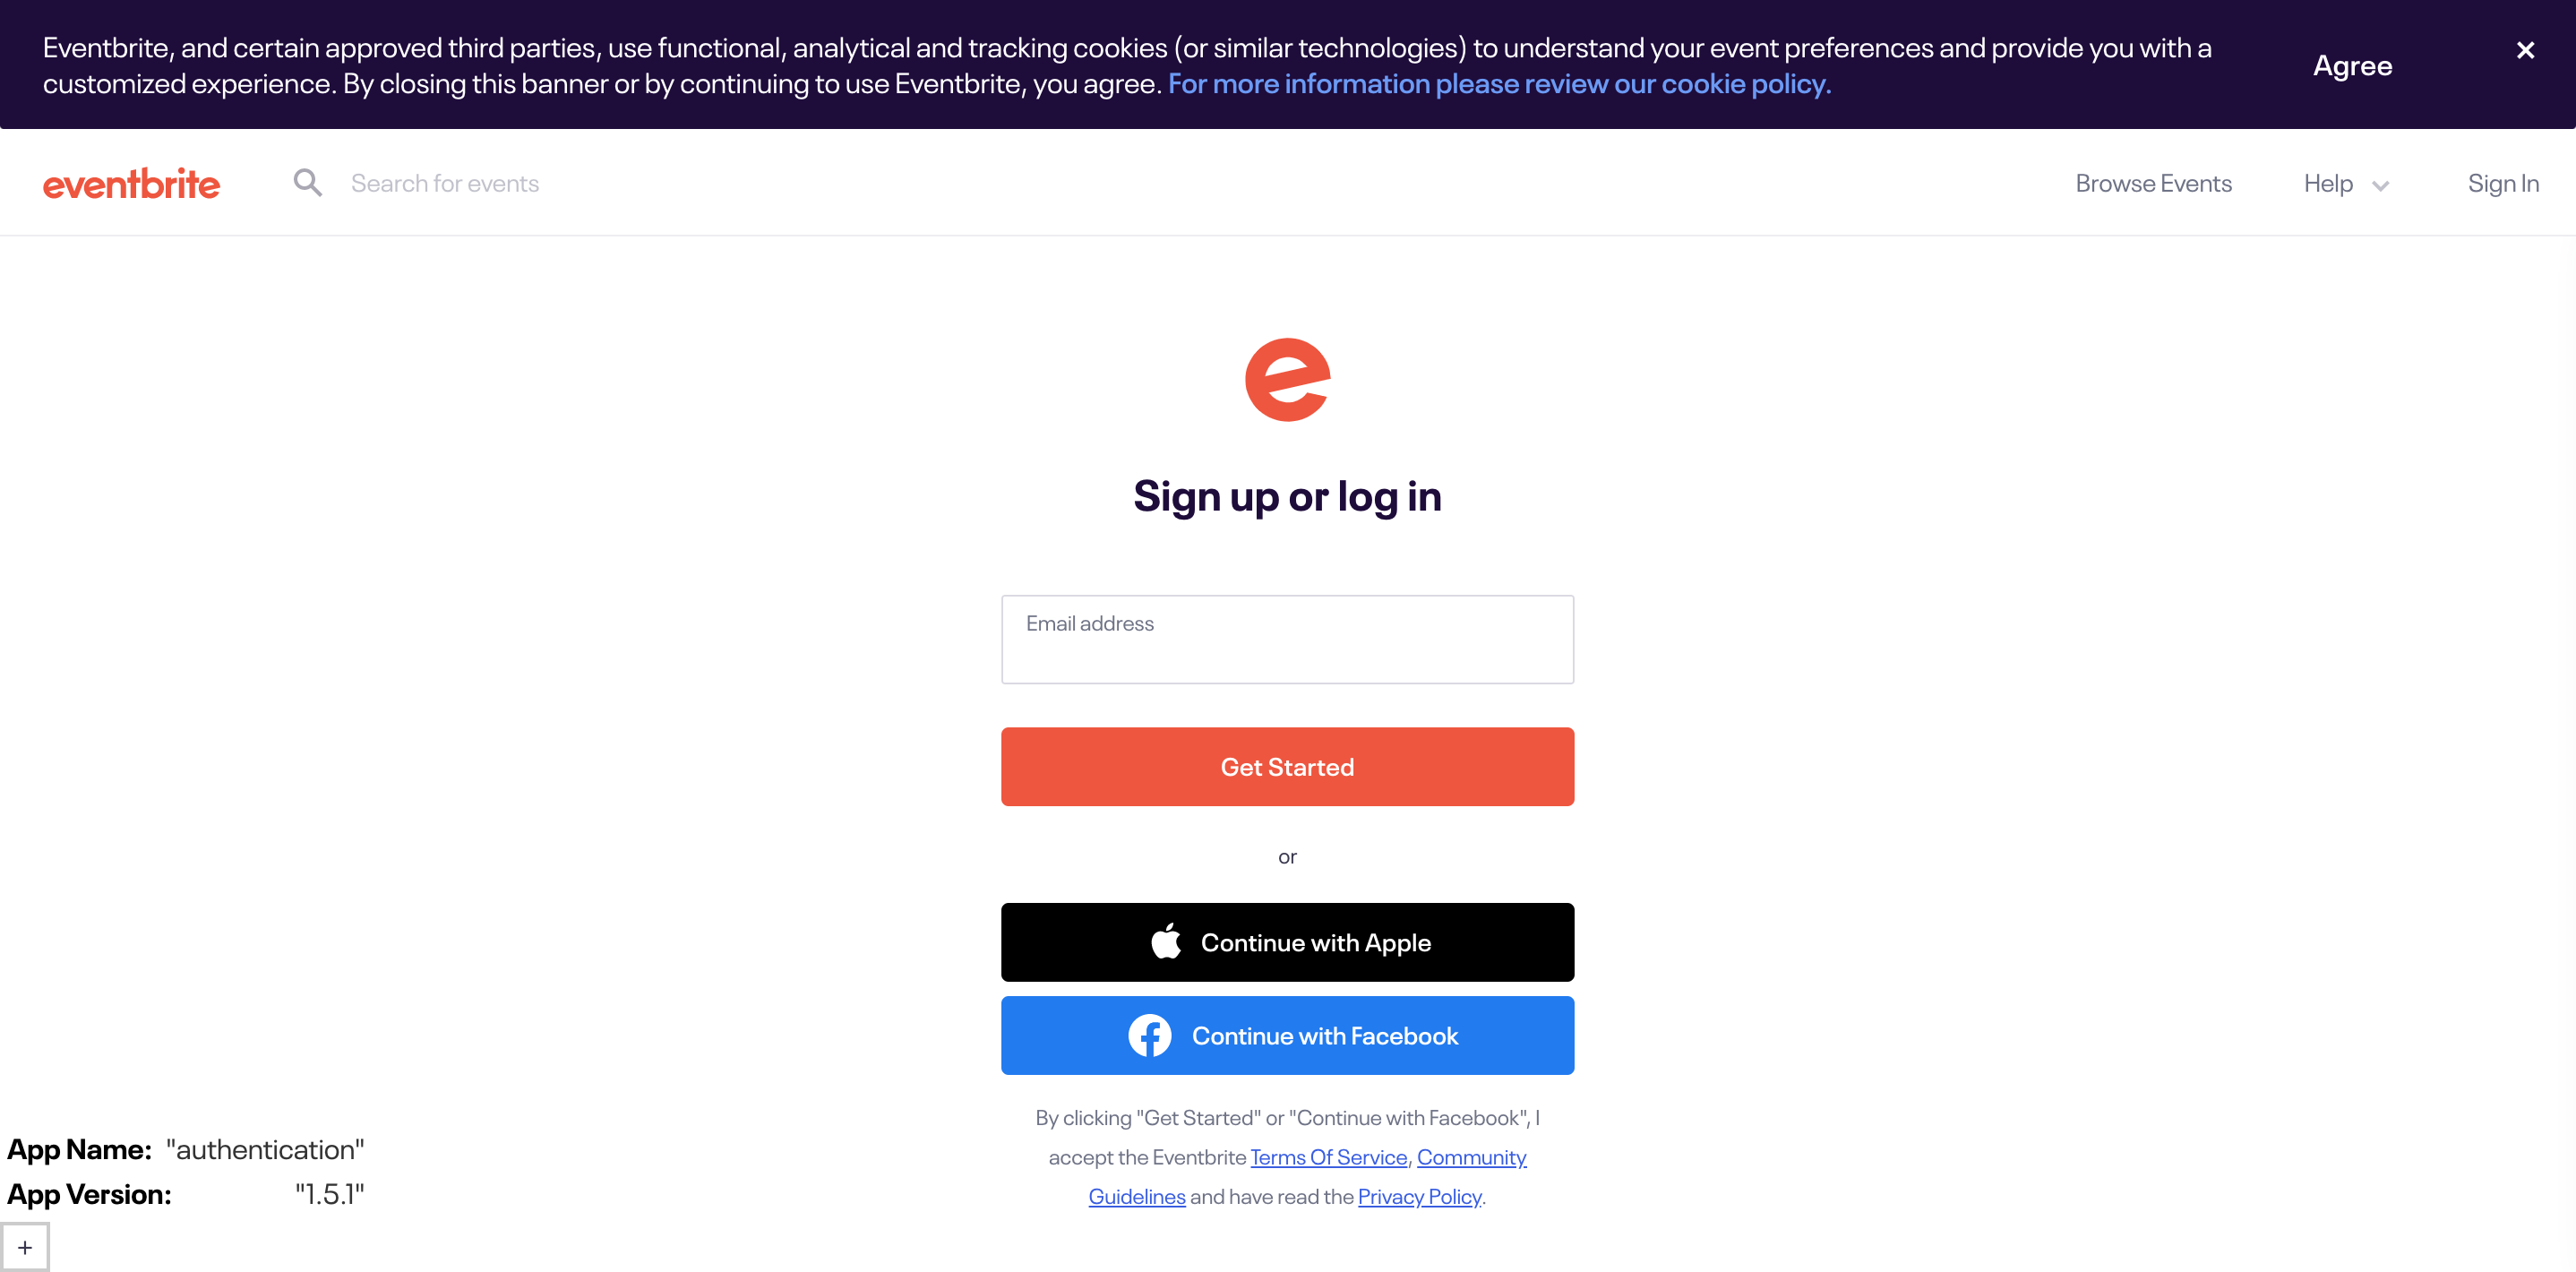 Eventbrite, and certain approved third parties, use functional, analytical and tracking cookies (or similar technologies) to understand your event preferences and provide you with a
customized experience. By closing this banner or by continuing to use Eventbrite, you agree. For more information please review our cookie policy.
Agree
eventbrite
Search for events
Browse Events
Help
Sign In
Sign up or log in
Email address
Get Started
or
Continue with Apple
Continue with Facebook
By clicking "Get Started" or "Continue with Facebook", I
accept the Eventbrite Terms Of Service, Community
Guidelines and have read the Privacy Policy.
App Name: "authentication"
App Version: "1.5.1"
+